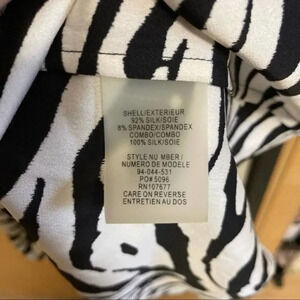 SHELL/EXTERIEUR
92% SILK/SOIE
8% SPANDEX/SPANDEX
COMBO/COMBO
100% SILK/SOIE
STYLE NUMBER/
NUMERO DE MODELE
94-044-531
PO# 5096
RN107677
CARE ON REVERSE
ENTRETIEN AU DOS